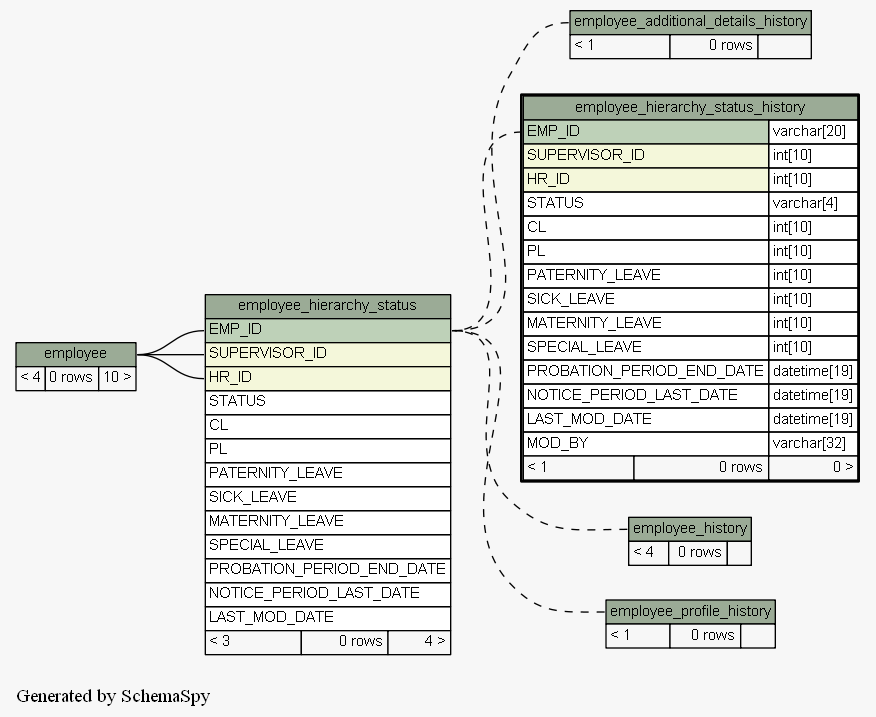 employee_additional_details_history
< 1 0 rows
employee_hierarchy_status_history
EMP_ID varchar[20]
SUPERVISOR_ID int[10]
HR_ID int[10]
STATUS varchar[4]
CL int[10]
PL int[10]
PATERNITY_LEAVE int[10]
SICK_LEAVE int[10]
MATERNITY_LEAVE int[10]
SPECIAL_LEAVE int[10]
PROBATION_PERIOD_END_DATE datetime[19]
NOTICE_PERIOD_LAST_DATE datetime[19]
LAST_MOD_DATE datetime[19]
MOD_BY varchar[32]
< 1 0 rows 0 >
employee_hierarchy_status
EMP_ID
SUPERVISOR_ID
HR_ID
STATUS
CL
PL
PATERNITY_LEAVE
SICK_LEAVE
MATERNITY_LEAVE
SPECIAL_LEAVE
PROBATION_PERIOD_END_DATE
NOTICE_PERIOD_LAST_DATE
LAST_MOD_DATE
< 3 0 rows 4 >
employee
< 4 0 rows 10 >
employee_history
< 4 0 rows
employee_profile_history
< 1 0 rows
Generated by SchemaSpy